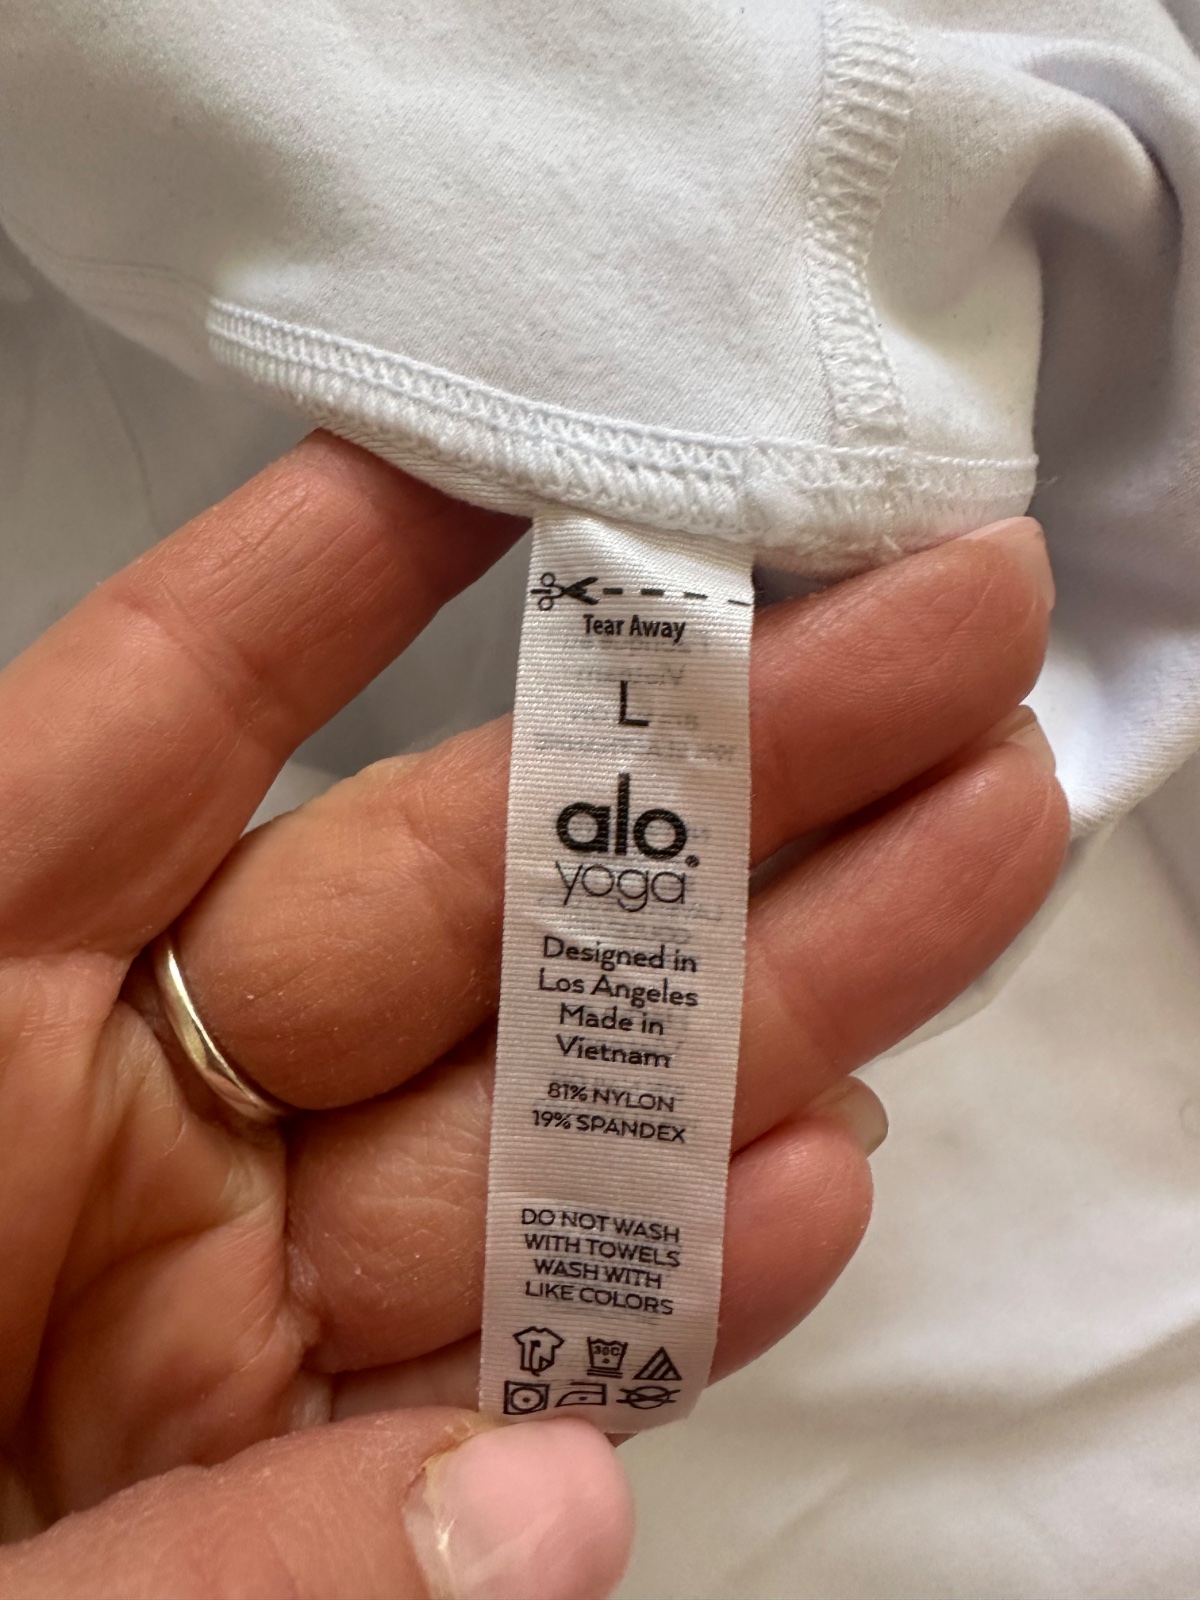 Tear Away
L
alo®
yoga
Designed in
Los Angeles
Made in
Vietnam
81% NYLON
19% SPANDEX
DO NOT WASH
WITH TOWELS
WASH WITH
LIKE COLORS
30C